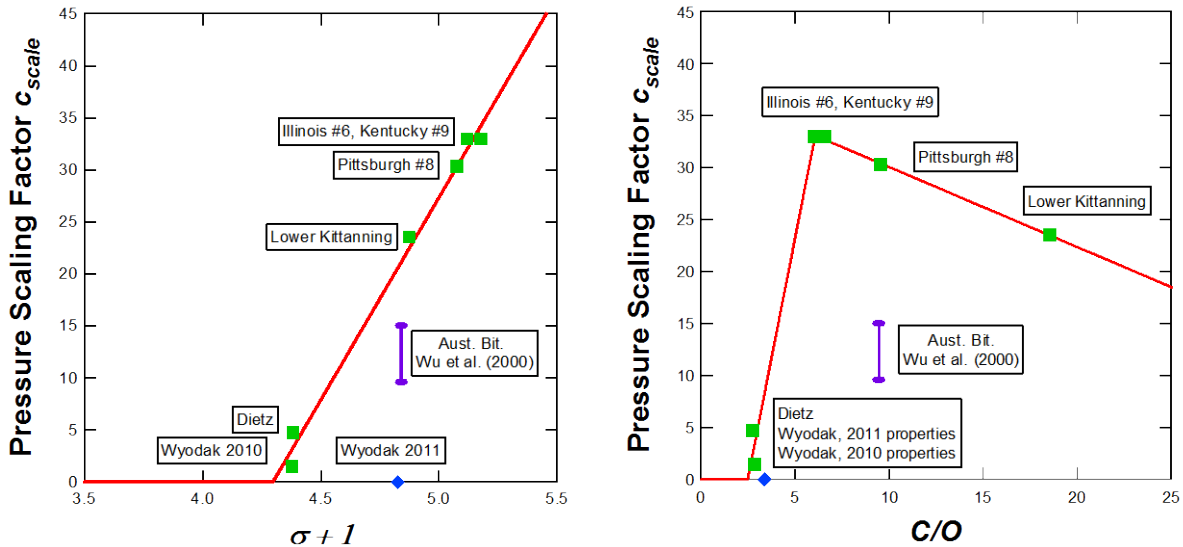 Pressure Scaling Factor c_scale
45
40
35
30
25
20
15
10
5
0
Illinois #6, Kentucky #9
Pittsburgh #8
Lower Kittanning
Aust. Bit.
Wu et al. (2000)
Dietz
Wyodak 2010
Wyodak 2011
3.5 4.0 4.5 5.0 5.5
σ + 1
Pressure Scaling Factor c_scale
45
40
35
30
25
20
15
10
5
0
Illinois #6, Kentucky #9
Pittsburgh #8
Lower Kittanning
Aust. Bit.
Wu et al. (2000)
Dietz
Wyodak, 2011 properties
Wyodak, 2010 properties
0 5 10 15 20 25
C/O